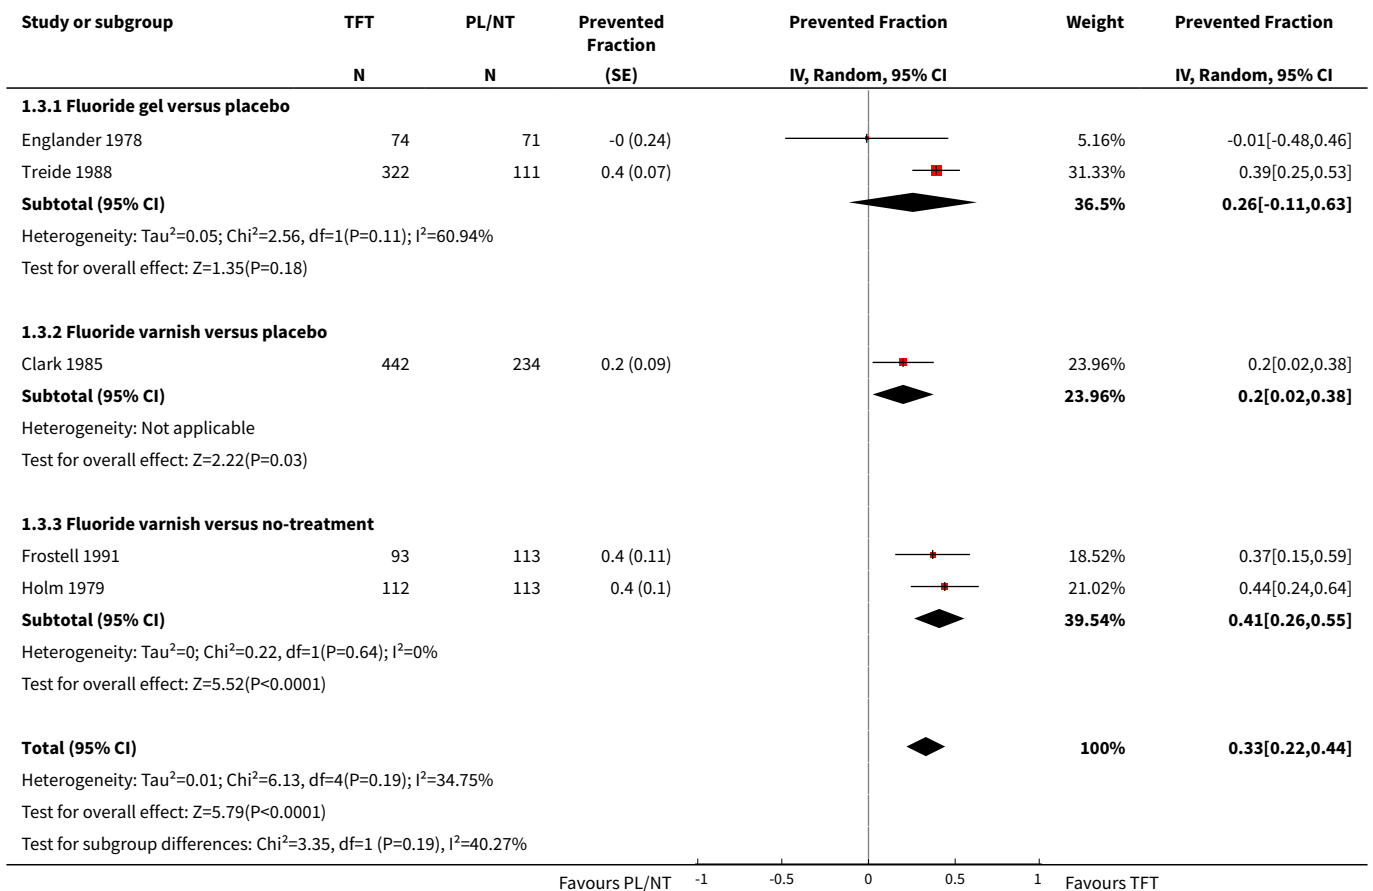 Study or subgroup TFT PL/NT Prevented Prevented Fraction Weight Prevented Fraction
Fraction
N N (SE) IV, Random, 95% CI IV, Random, 95% CI
1.3.1 Fluoride gel versus placebo
Englander 1978 74 71 -0 (0.24) 5.16% -0.01[-0.48,0.46]
Treide 1988 322 111 0.4 (0.07) 31.33% 0.39[0.25,0.53]
Subtotal (95% CI) 36.5% 0.26[-0.11,0.63]
Heterogeneity: Tau²=0.05; Chi²=2.56, df=1(P=0.11); I²=60.94%
Test for overall effect: Z=1.35(P=0.18)
1.3.2 Fluoride varnish versus placebo
Clark 1985 442 234 0.2 (0.09) 23.96% 0.2[0.02,0.38]
Subtotal (95% CI) 23.96% 0.2[0.02,0.38]
Heterogeneity: Not applicable
Test for overall effect: Z=2.22(P=0.03)
1.3.3 Fluoride varnish versus no-treatment
Frostell 1991 93 113 0.4 (0.11) 18.52% 0.37[0.15,0.59]
Holm 1979 112 113 0.4 (0.1) 21.02% 0.44[0.24,0.64]
Subtotal (95% CI) 39.54% 0.41[0.26,0.55]
Heterogeneity: Tau²=0; Chi²=0.22, df=1(P=0.64); I²=0%
Test for overall effect: Z=5.52(P<0.0001)
Total (95% CI) 100% 0.33[0.22,0.44]
Heterogeneity: Tau²=0.01; Chi²=6.13, df=4(P=0.19); I²=34.75%
Test for overall effect: Z=5.79(P<0.0001)
Test for subgroup differences: Chi²=3.35, df=1 (P=0.19), I²=40.27%
Favours PL/NT -1 -0.5 0 0.5 1 Favours TFT